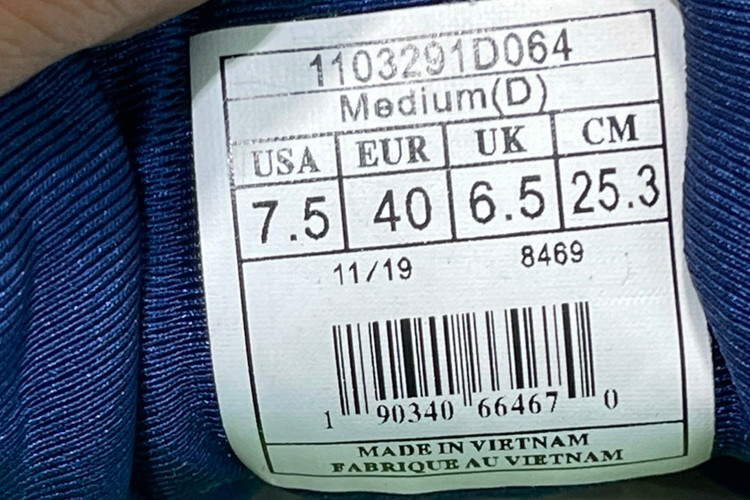 1103291D064
Medium(D)
USA EUR UK CM
7.5 40 6.5 25.3
11/19 8469
1 90340 66467 0
MADE IN VIETNAM
FABRIQUE AU VIETNAM